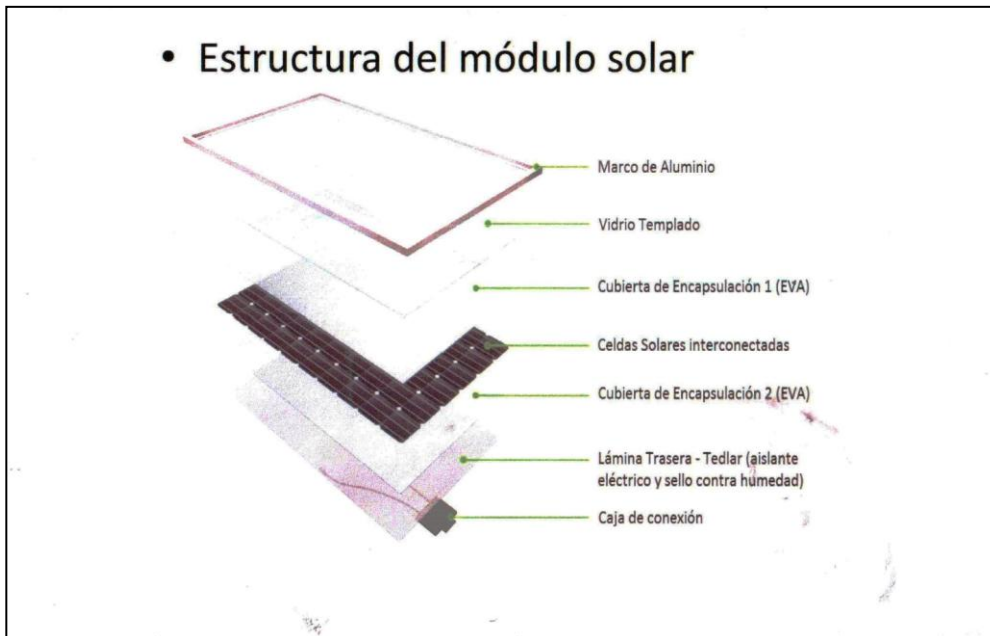 • Estructura del módulo solar
Marco de Aluminio
Vidrio Templado
Cubierta de Encapsulación 1 (EVA)
Celdas Solares interconectadas
Cubierta de Encapsulación 2 (EVA)
Lámina Trasera - Tedlar (aislante
eléctrico y sello contra humedad)
Caja de conexión